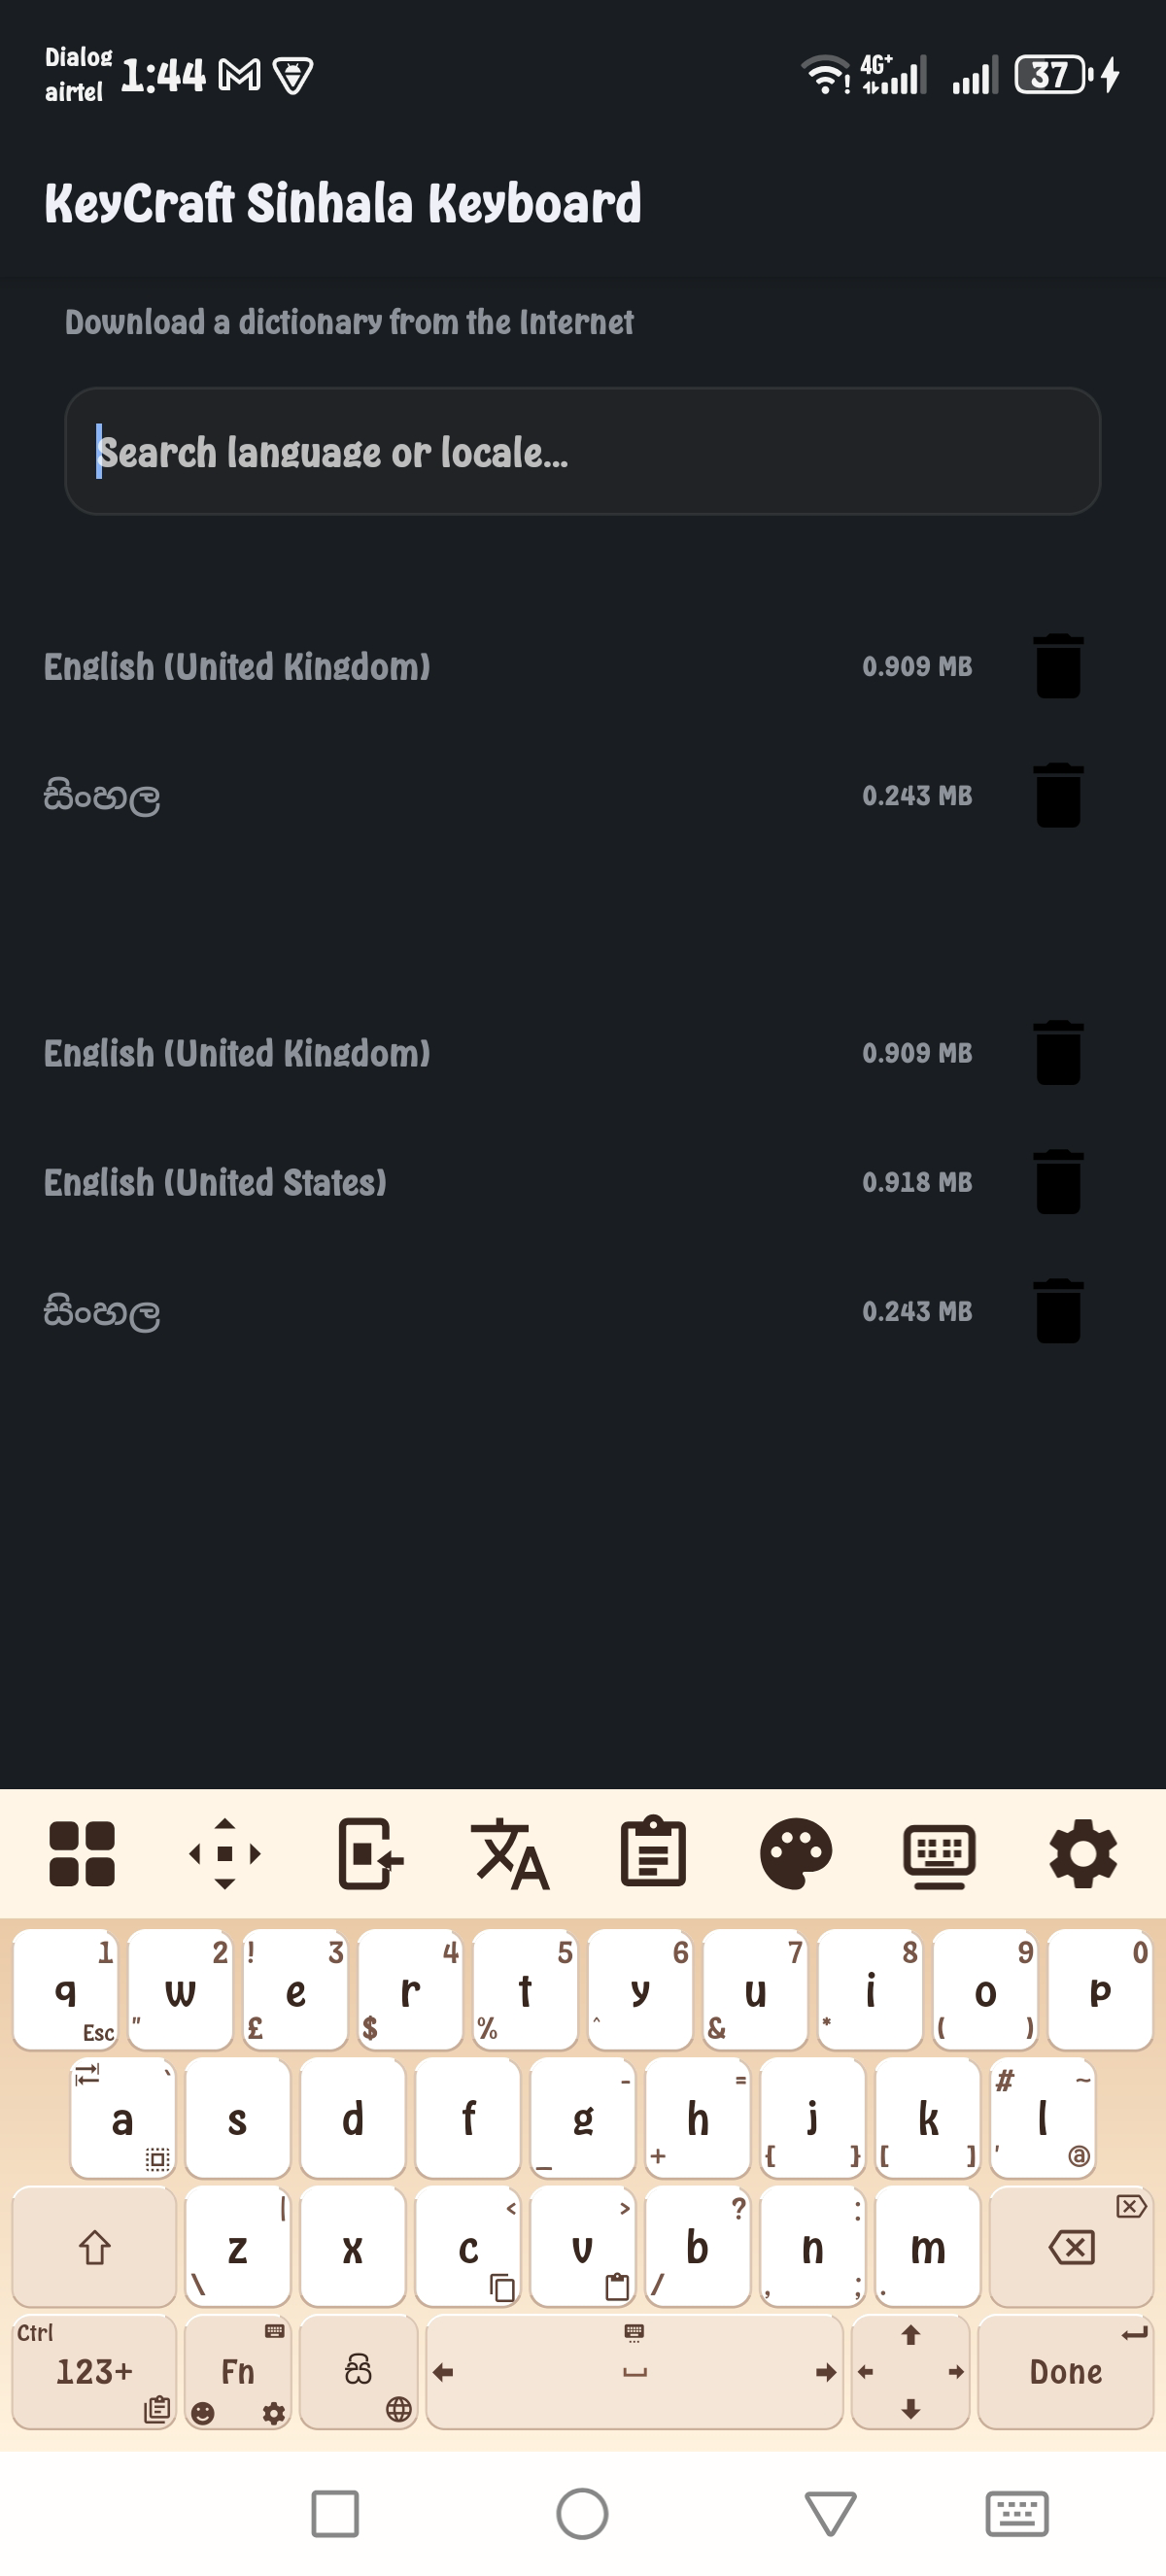 Dialog
airtel 1:44 4G+ 37
KeyCraft Sinhala Keyboard
Download a dictionary from the Internet
Search language or locale...
English (United Kingdom) 0.909 MB
සිංහල 0.243 MB
English (United Kingdom) 0.909 MB
English (United States) 0.918 MB
සිංහල 0.243 MB
1 2 ! 3 4 5 6 7 8 9 0
q w e r t y u i o p
Esc " £ $ % ^ & * ( )
` - = # ~
a s d f g h j k l
_ + { } [ ] ' @
| < > ? :
z x c v b n m
\ / , ; .
Ctrl
123+ Fn සි Done